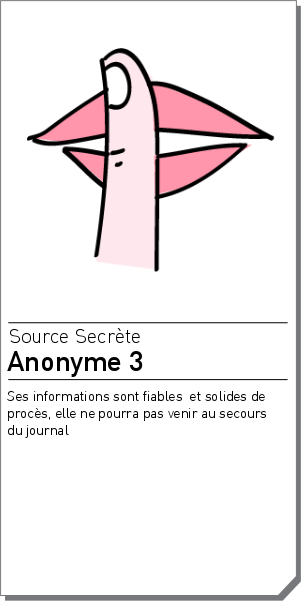 Source Secrète
Anonyme 3
Ses informations sont fiables et solides de
procès, elle ne pourra pas venir au secours
du journal